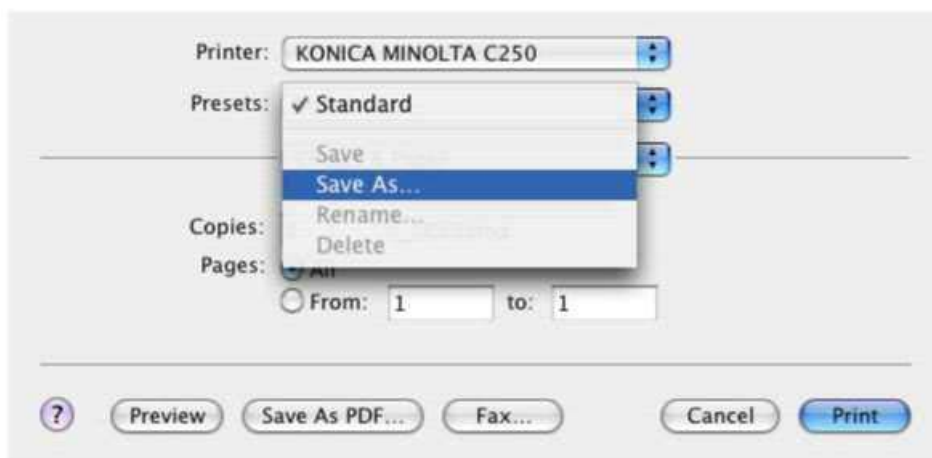 Printer: KONICA MINOLTA C250
Presets: ✓ Standard
Save
Save As...
Rename...
Delete
Copies:
Pages: All
From: 1 to: 1
? Preview Save As PDF... Fax... Cancel Print